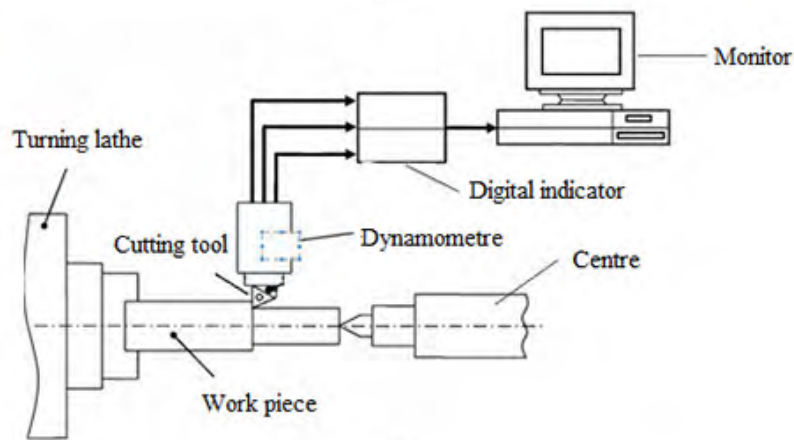 Monitor
Turning lathe
Digital indicator
Cutting tool
Dynamometre
Centre
Work piece